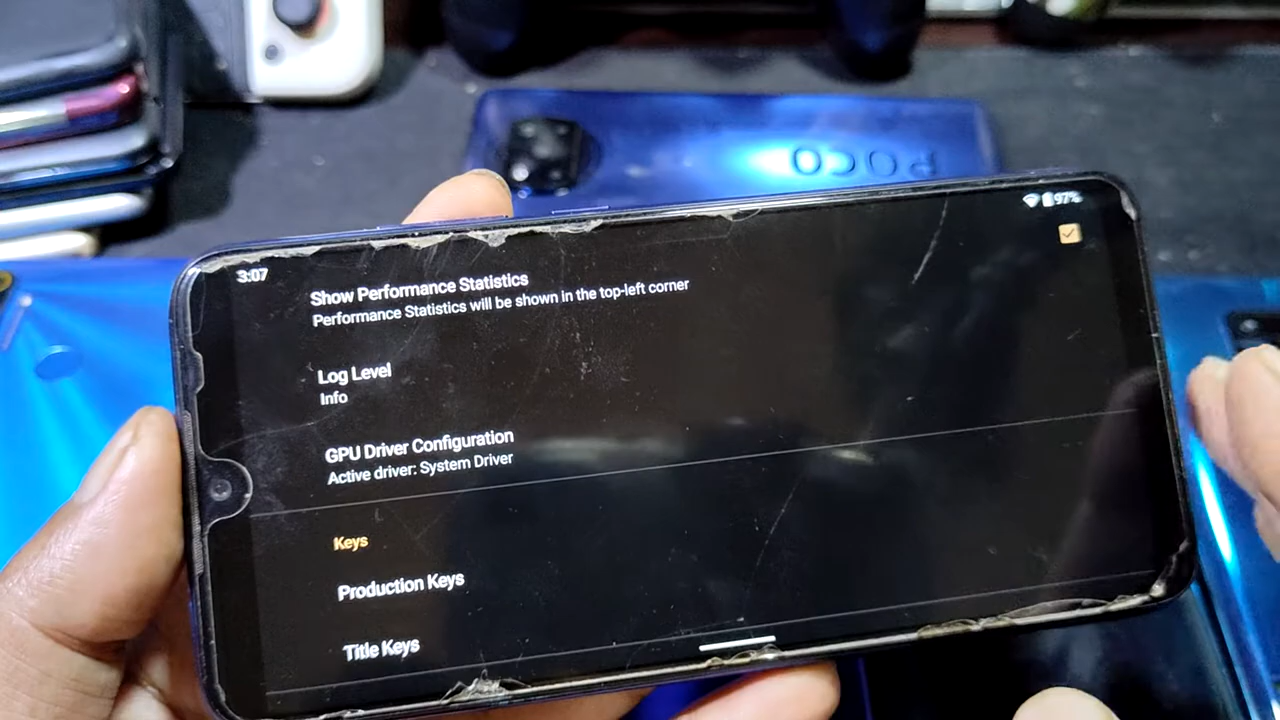 POCO
3:07
97%
Show Performance Statistics
Performance Statistics will be shown in the top-left corner
Log Level
Info
GPU Driver Configuration
Active driver: System Driver
Keys
Production Keys
Title Keys